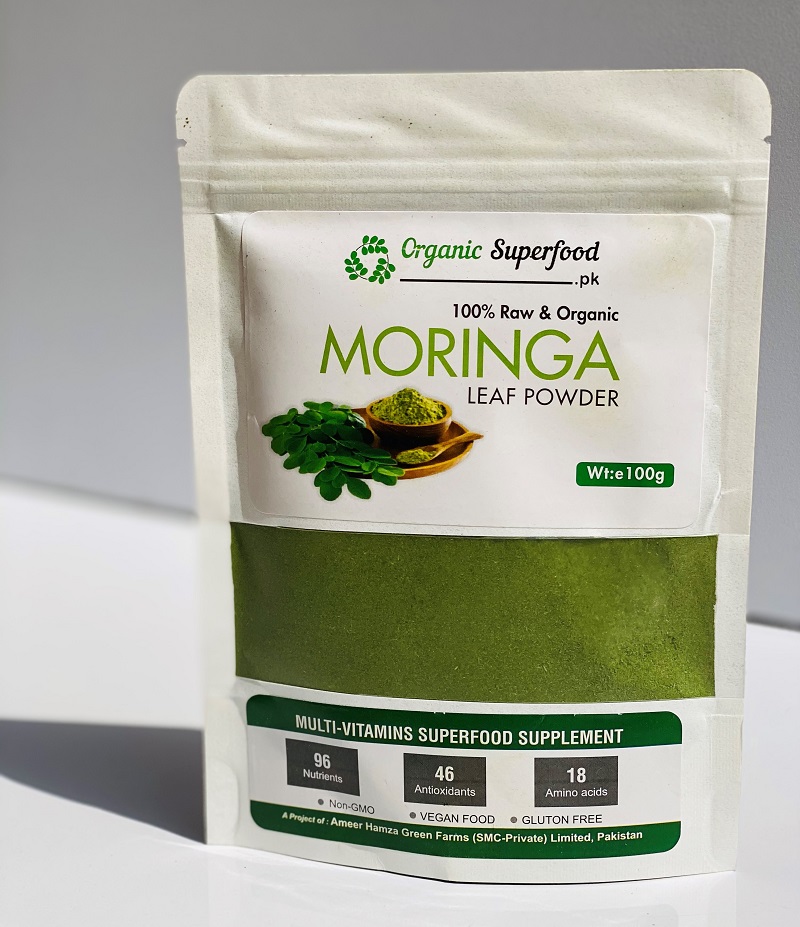 Organic Superfood
.pk
100% Raw & Organic
MORINGA
LEAF POWDER
Wt:e100g
MULTI-VITAMINS SUPERFOOD SUPPLEMENT
96
Nutrients
46
Antioxidants
18
Amino acids
Non-GMO
VEGAN FOOD
GLUTON FREE
A Project of : Ameer Hamza Green Farms (SMC-Private) Limited, Pakistan